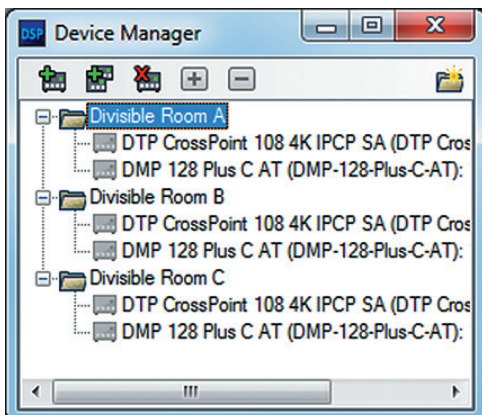 DSP Device Manager
Divisible Room A
DTP CrossPoint 108 4K IPCP SA (DTP Cros
DMP 128 Plus C AT (DMP-128-Plus-C-AT):
Divisible Room B
DTP CrossPoint 108 4K IPCP SA (DTP Cros
DMP 128 Plus C AT (DMP-128-Plus-C-AT):
Divisible Room C
DTP CrossPoint 108 4K IPCP SA (DTP Cros
DMP 128 Plus C AT (DMP-128-Plus-C-AT):